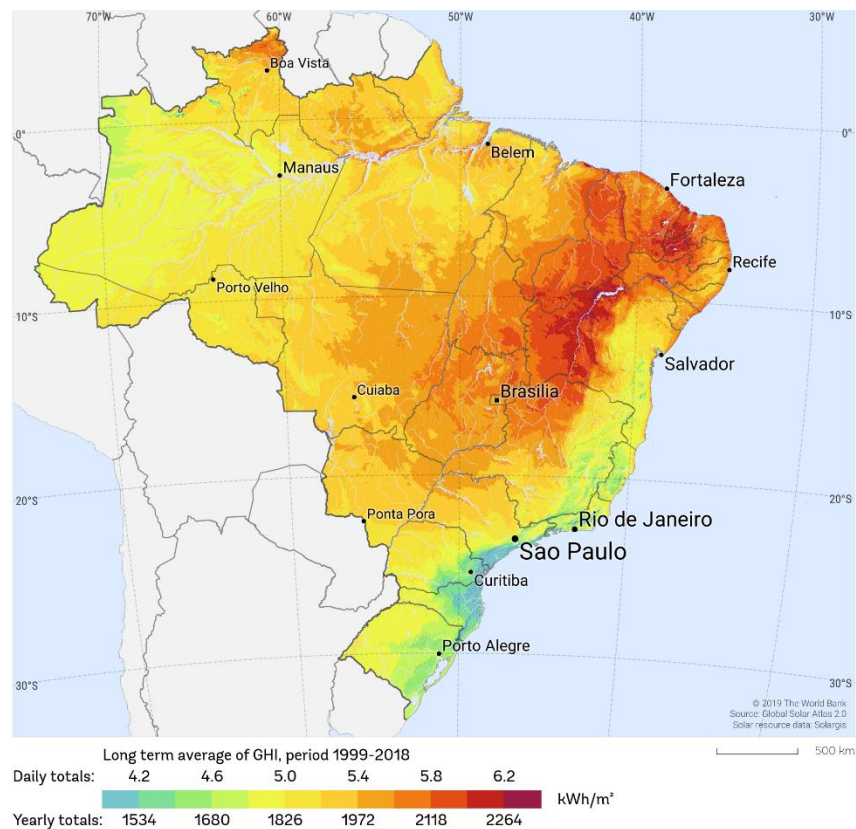 70°W 60°W 50°W 40°W 30°W
Boa Vista
0° 0°
Belem
Manaus
Fortaleza
Recife
Porto Velho
10°S 10°S
Salvador
Cuiaba
Brasilia
20°S 20°S
Ponta Pora
Rio de Janeiro
Sao Paulo
Curitiba
Porto Alegre
30°S 30°S
© 2019 The World Bank
Source: Global Solar Atlas 2.0
Solar resource data: Solargis
500 km
Long term average of GHI, period 1999-2018
Daily totals: 4.2 4.6 5.0 5.4 5.8 6.2
kWh/m²
Yearly totals: 1534 1680 1826 1972 2118 2264